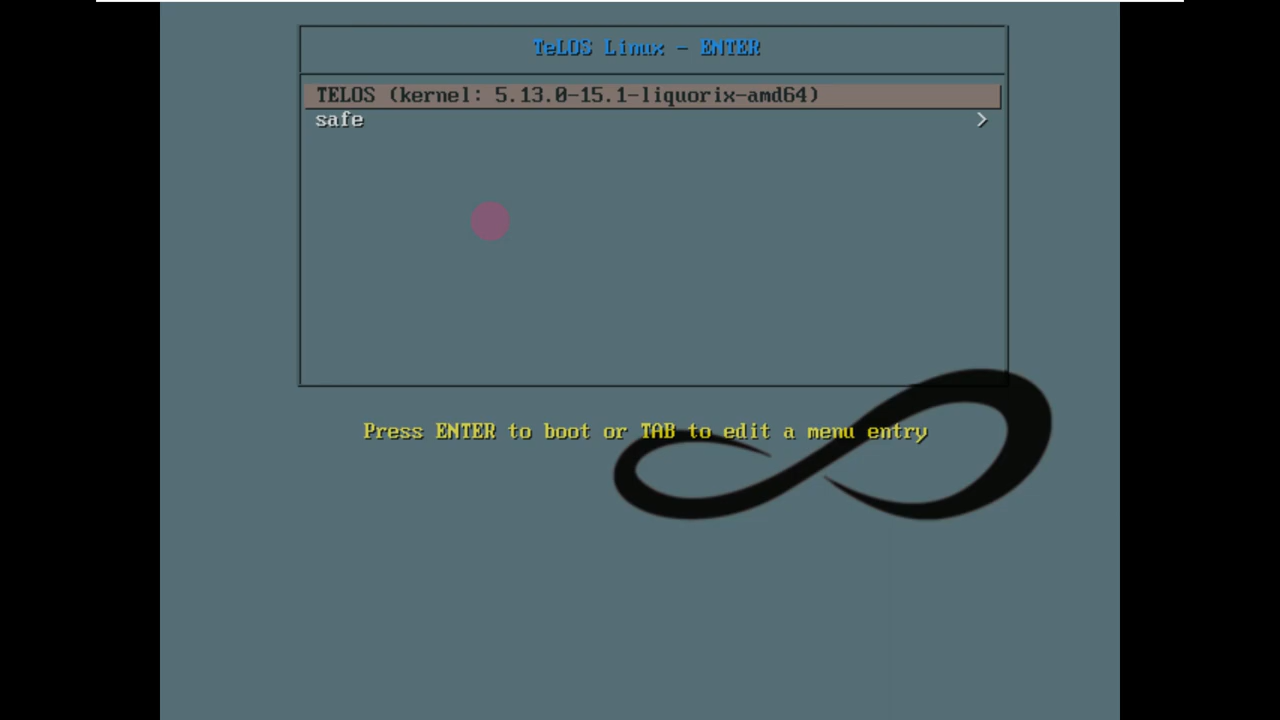 TeLOS Linux - ENTER
TELOS (kernel: 5.13.0-15.1-liquorix-amd64)
safe >
Press ENTER to boot or TAB to edit a menu entry